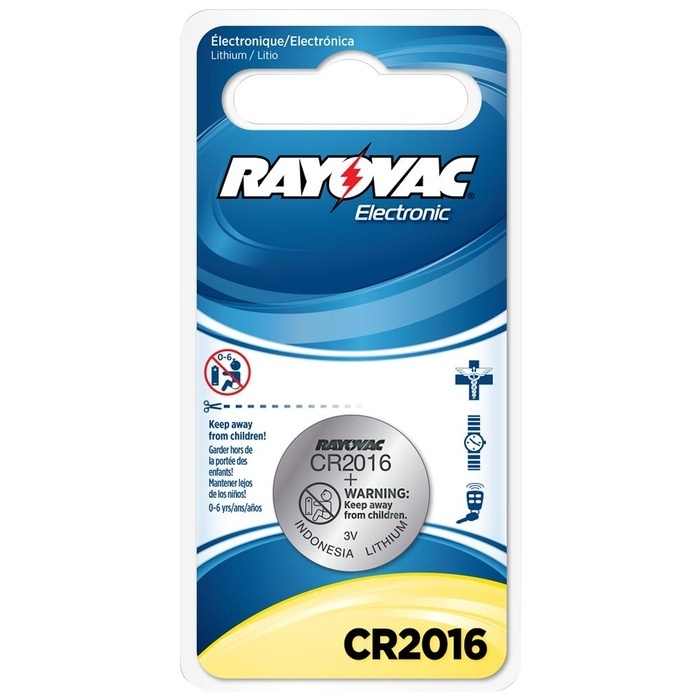 Électronique/Electrónica
Lithium / Litio
RAYOVAC®
Electronic
0-6
Keep away
from children!
Garder hors de
la portée des
enfants!
Mantener lejos
de los niños!
0-6 yrs/ans/años
RAYOVAC
CR2016
+
WARNING:
Keep away
from children.
3V
INDONESIA LITHIUM
CR2016